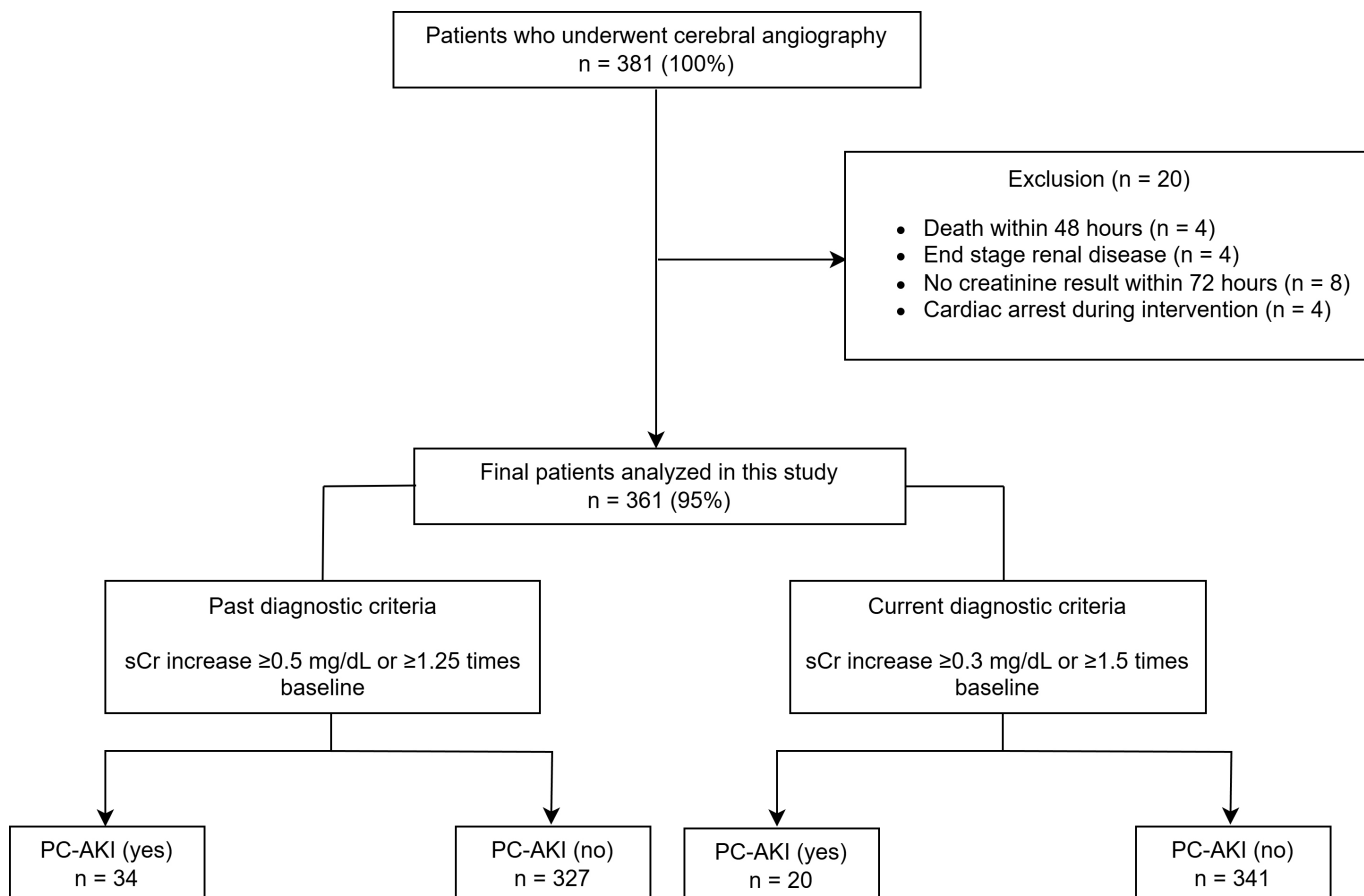 Patients who underwent cerebral angiography
n = 381 (100%)
Exclusion (n = 20)
• Death within 48 hours (n = 4)
• End stage renal disease (n = 4)
• No creatinine result within 72 hours (n = 8)
• Cardiac arrest during intervention (n = 4)
Final patients analyzed in this study
n = 361 (95%)
Past diagnostic criteria
sCr increase ≥0.5 mg/dL or ≥1.25 times
baseline
Current diagnostic criteria
sCr increase ≥0.3 mg/dL or ≥1.5 times
baseline
PC-AKI (yes)
n = 34
PC-AKI (no)
n = 327
PC-AKI (yes)
n = 20
PC-AKI (no)
n = 341